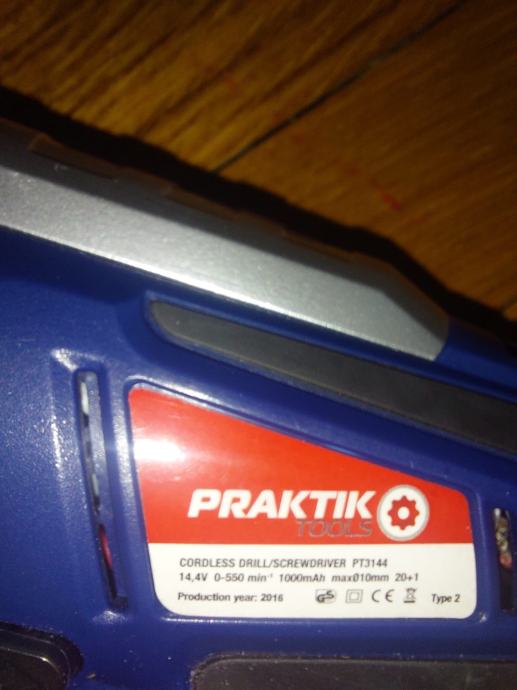 PRAKTIK
TOOLS
CORDLESS DRILL/SCREWDRIVER PT3144
14,4V 0-550 min⁻¹ 1000mAh maxØ10mm 20+1
Production year: 2016 GS CE Type 2